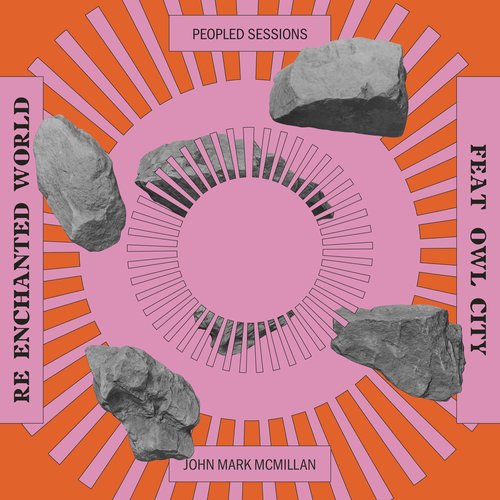 PEOPLED SESSIONS
RE ENCHANTED WORLD
FEAT OWL CITY
JOHN MARK MCMILLAN